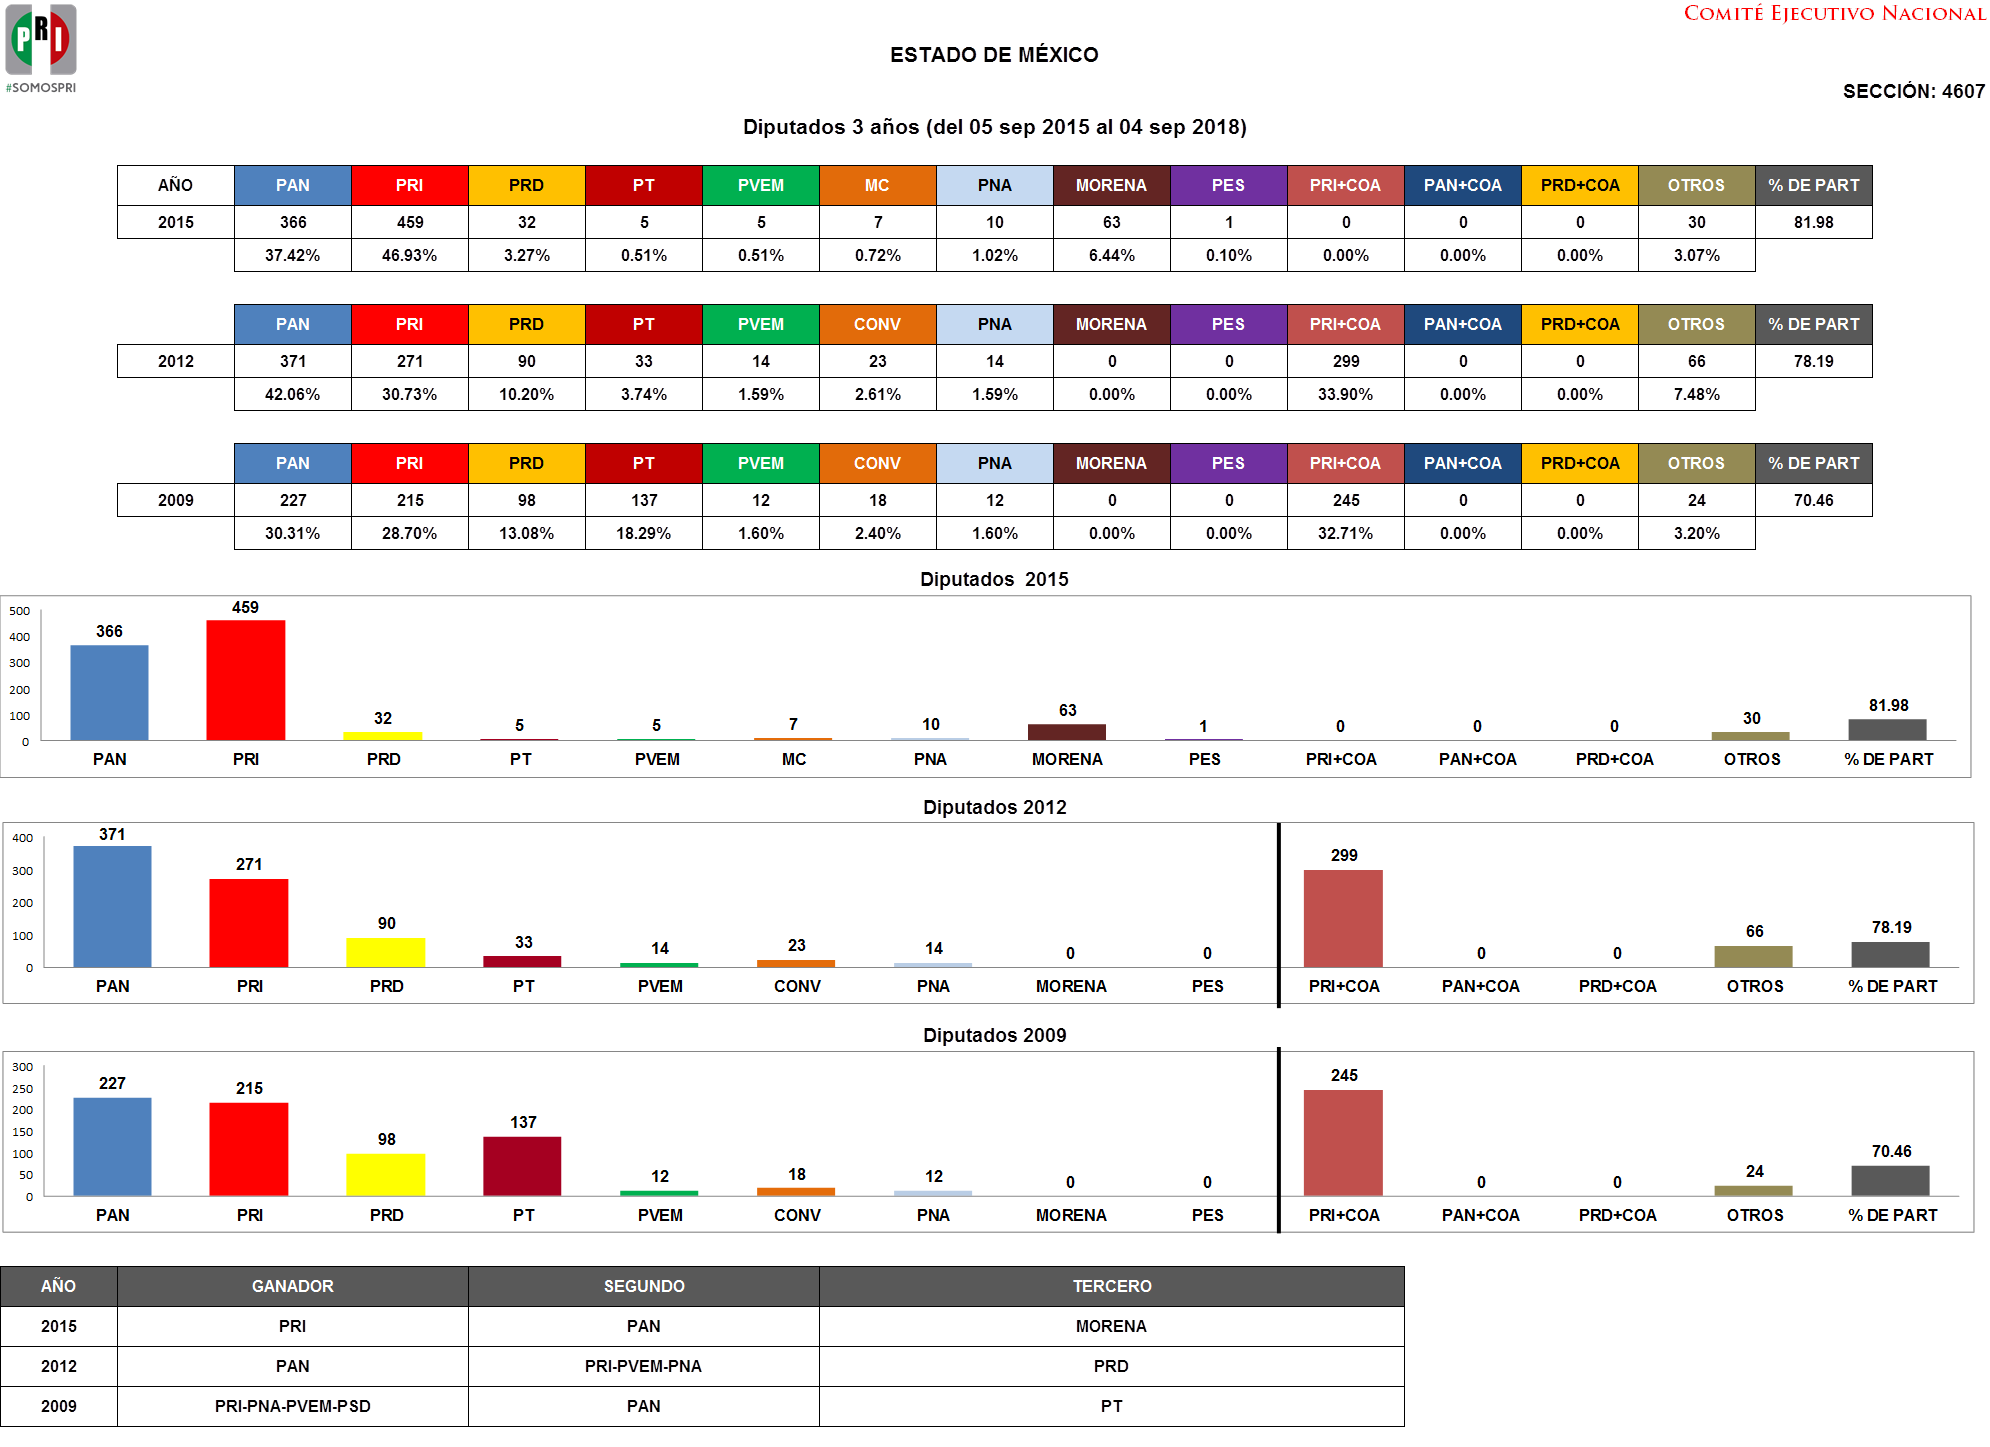 PRI
#SOMOSPRI
COMITÉ EJECUTIVO NACIONAL
ESTADO DE MÉXICO
SECCIÓN: 4607
Diputados 3 años (del 05 sep 2015 al 04 sep 2018)
AÑO PAN PRI PRD PT PVEM MC PNA MORENA PES PRI+COA PAN+COA PRD+COA OTROS % DE PART
2015 366 459 32 5 5 7 10 63 1 0 0 0 30 81.98
37.42% 46.93% 3.27% 0.51% 0.51% 0.72% 1.02% 6.44% 0.10% 0.00% 0.00% 0.00% 3.07%
PAN PRI PRD PT PVEM CONV PNA MORENA PES PRI+COA PAN+COA PRD+COA OTROS % DE PART
2012 371 271 90 33 14 23 14 0 0 299 0 0 66 78.19
42.06% 30.73% 10.20% 3.74% 1.59% 2.61% 1.59% 0.00% 0.00% 33.90% 0.00% 0.00% 7.48%
PAN PRI PRD PT PVEM CONV PNA MORENA PES PRI+COA PAN+COA PRD+COA OTROS % DE PART
2009 227 215 98 137 12 18 12 0 0 245 0 0 24 70.46
30.31% 28.70% 13.08% 18.29% 1.60% 2.40% 1.60% 0.00% 0.00% 32.71% 0.00% 0.00% 3.20%
Diputados 2015
500
400
300
200
100
0
366 459 32 5 5 7 10 63 1 0 0 0 30 81.98
PAN PRI PRD PT PVEM MC PNA MORENA PES PRI+COA PAN+COA PRD+COA OTROS % DE PART
Diputados 2012
400
300
200
100
0
371 271 90 33 14 23 14 0 0 299 0 0 66 78.19
PAN PRI PRD PT PVEM CONV PNA MORENA PES PRI+COA PAN+COA PRD+COA OTROS % DE PART
Diputados 2009
300
250
200
150
100
50
0
227 215 98 137 12 18 12 0 0 245 0 0 24 70.46
PAN PRI PRD PT PVEM CONV PNA MORENA PES PRI+COA PAN+COA PRD+COA OTROS % DE PART
AÑO GANADOR SEGUNDO TERCERO
2015 PRI PAN MORENA
2012 PAN PRI-PVEM-PNA PRD
2009 PRI-PNA-PVEM-PSD PAN PT